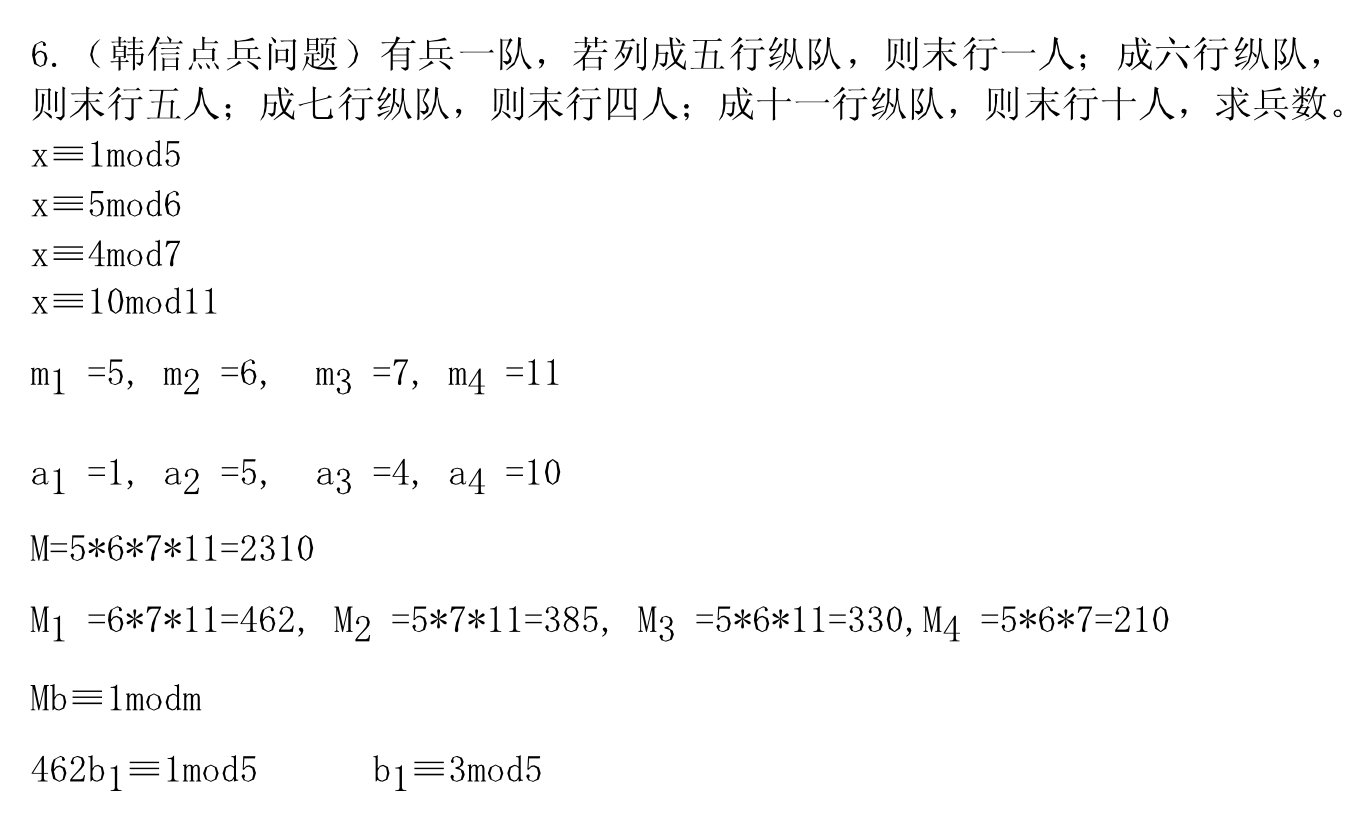 6.（韩信点兵问题）有兵一队，若列成五行纵队，则末行一人；成六行纵队，
则末行五人；成七行纵队，则末行四人；成十一行纵队，则末行十人，求兵数。
x≡1mod5
x≡5mod6
x≡4mod7
x≡10mod11
m₁ =5, m₂ =6, m₃ =7, m₄ =11
a₁ =1, a₂ =5, a₃ =4, a₄ =10
M=5*6*7*11=2310
M₁ =6*7*11=462, M₂ =5*7*11=385, M₃ =5*6*11=330,M₄ =5*6*7=210
Mb≡1modm
462b₁≡1mod5 b₁≡3mod5